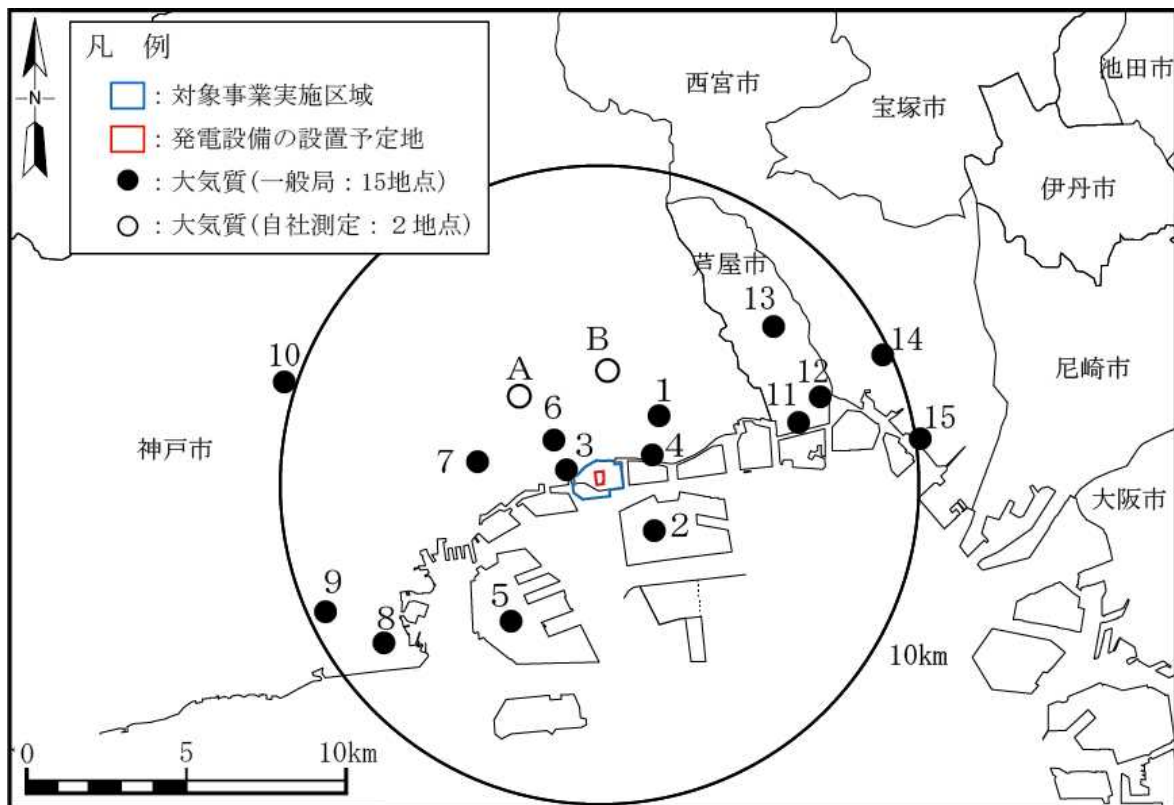 凡 例
：対象事業実施区域
：発電設備の設置予定地
：大気質(一般局：15地点)
：大気質(自社測定：２地点)
N
池田市
西宮市
宝塚市
伊丹市
芦屋市
13
14
10
B
A
12
尼崎市
1
11
15
6
神戸市
7
3
4
大阪市
2
9
5
8
10km
0
5
10km